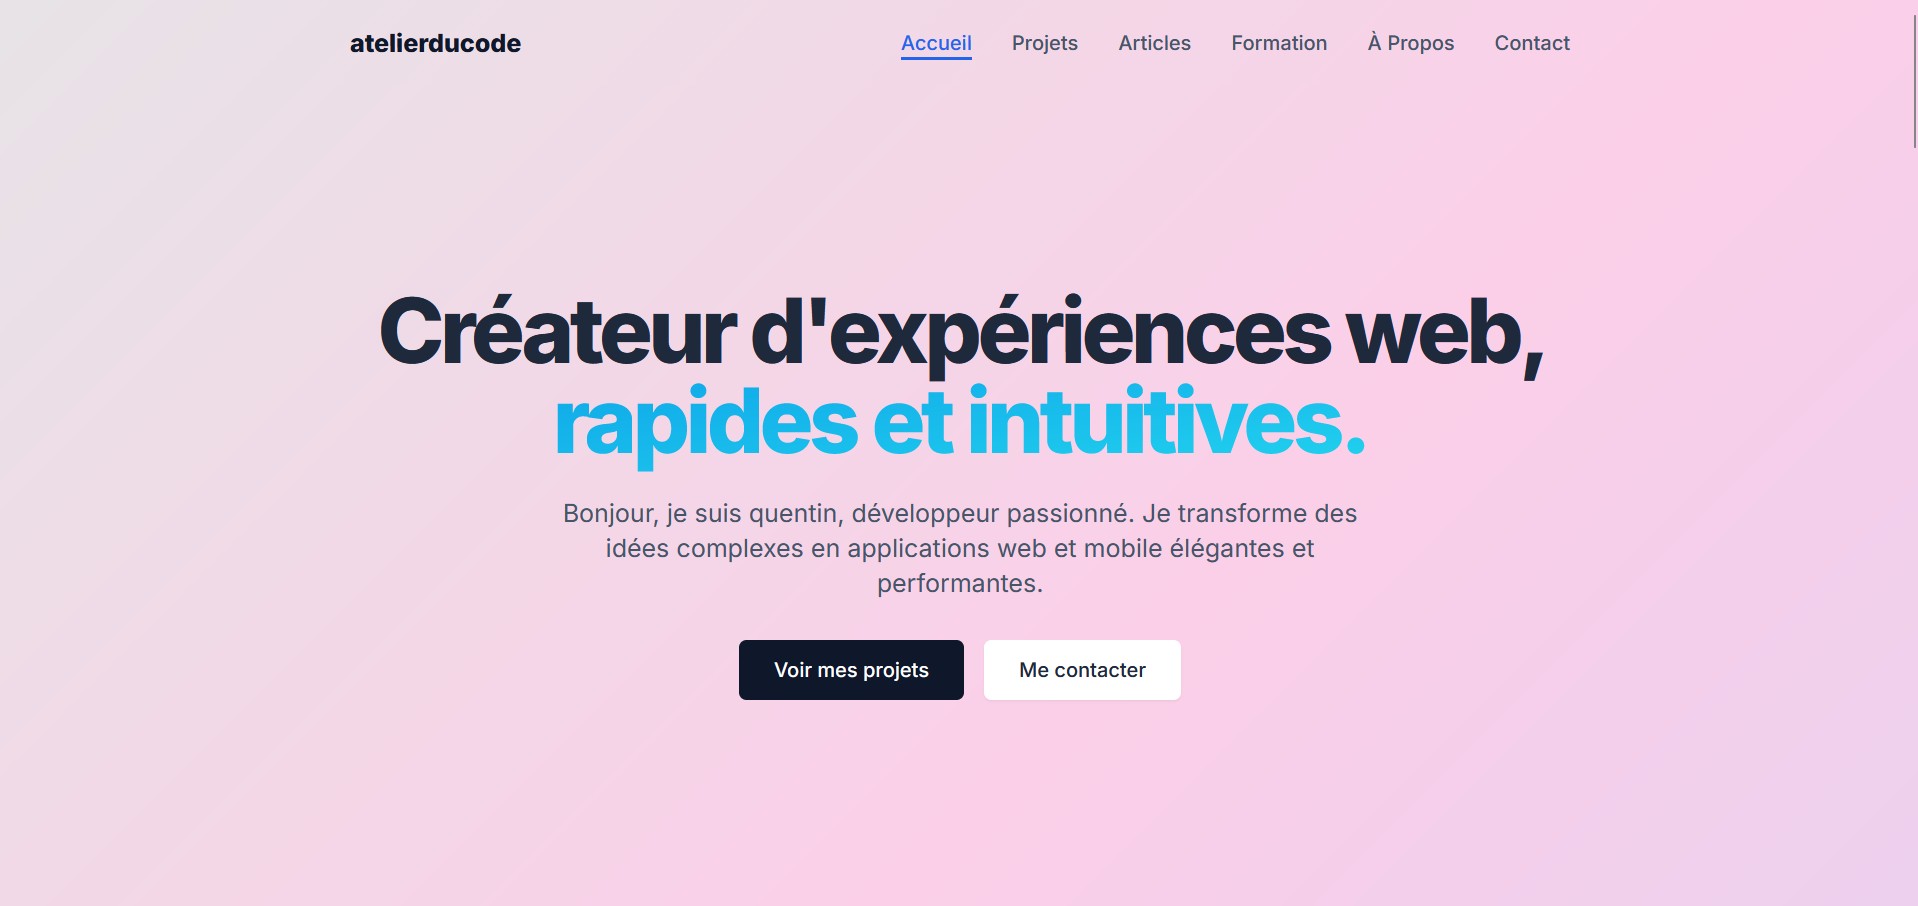 atelierducode
Accueil Projets Articles Formation À Propos Contact
Créateur d'expériences web,
rapides et intuitives.
Bonjour, je suis quentin, développeur passionné. Je transforme des
idées complexes en applications web et mobile élégantes et
performantes.
Voir mes projets Me contacter